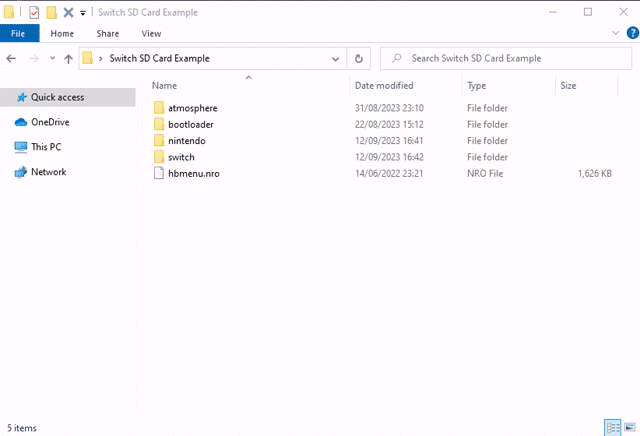 Switch SD Card Example
File Home Share View
Switch SD Card Example Search Switch SD Card Example
Name Date modified Type Size
Quick access
OneDrive
This PC
Network
atmosphere 31/08/2023 23:10 File folder
bootloader 22/08/2023 15:12 File folder
nintendo 12/09/2023 16:41 File folder
switch 12/09/2023 16:42 File folder
hbmenu.nro 14/06/2022 23:21 NRO File 1,626 KB
5 items